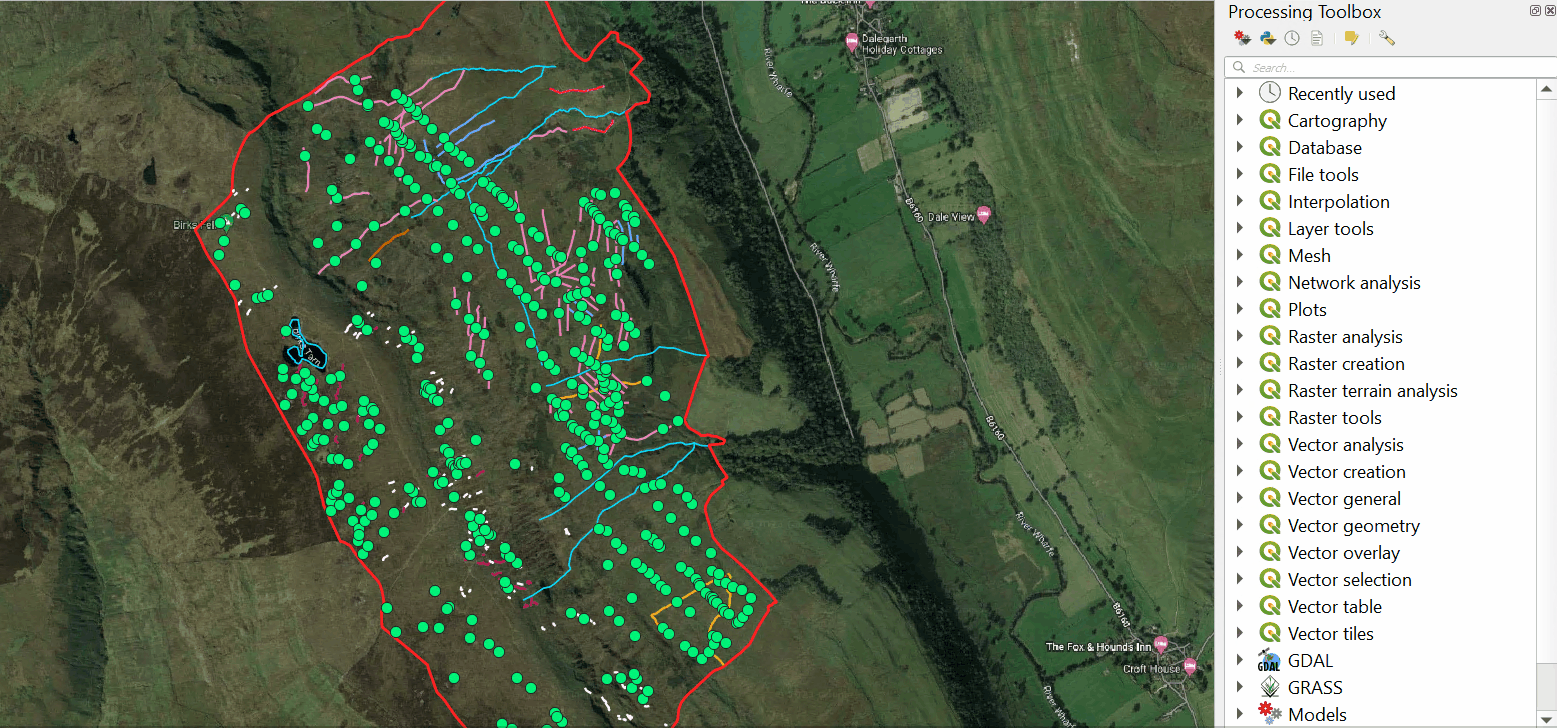 Dalegarth
Holiday Cottages
River Wharfe
B6160
Dale View
River Wharfe
Birks Fell
Birks Tarn
B6160
River Wharfe
B6160
The Fox & Hounds Inn
Croft House
Processing Toolbox
Search...
Recently used
Cartography
Database
File tools
Interpolation
Layer tools
Mesh
Network analysis
Plots
Raster analysis
Raster creation
Raster terrain analysis
Raster tools
Vector analysis
Vector creation
Vector general
Vector geometry
Vector overlay
Vector selection
Vector table
Vector tiles
GDAL
GDAL
GRASS
Models